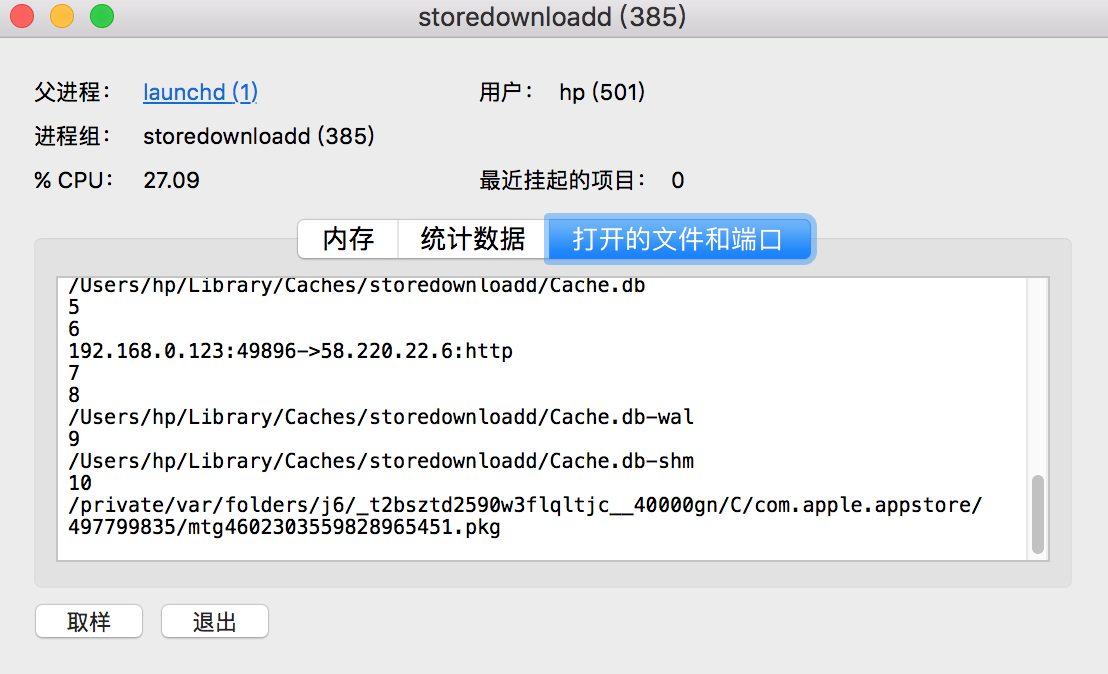 storedownloadd (385)
父进程： launchd (1) 用户： hp (501)
进程组： storedownloadd (385)
% CPU： 27.09 最近挂起的项目： 0
内存 统计数据 打开的文件和端口
/Users/hp/Library/Caches/storedownloadd/Cache.db
5
6
192.168.0.123:49896->58.220.22.6:http
7
8
/Users/hp/Library/Caches/storedownloadd/Cache.db-wal
9
/Users/hp/Library/Caches/storedownloadd/Cache.db-shm
10
/private/var/folders/j6/_t2bsztd2590w3flqltjc__40000gn/C/com.apple.appstore/
497799835/mtg4602303559828965451.pkg
取样 退出